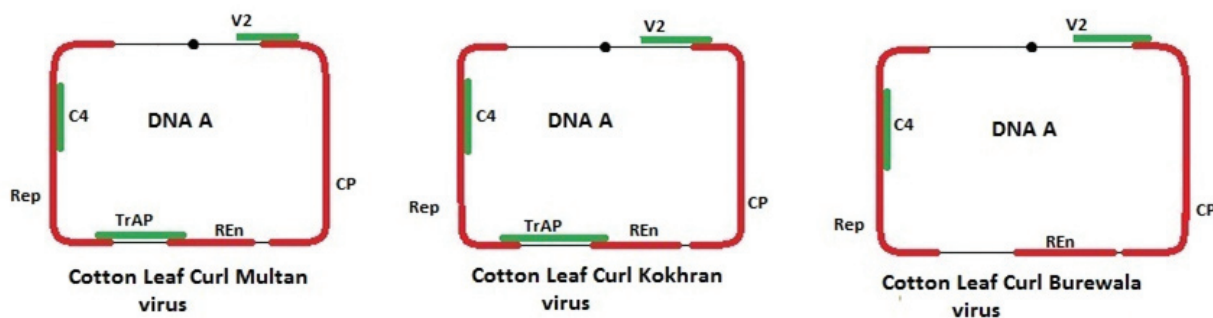 V2
C4
DNA A
Rep
CP
TrAP
REn
Cotton Leaf Curl Multan
virus
V2
C4
DNA A
Rep
CP
TrAP
REn
Cotton Leaf Curl Kokhran
virus
V2
C4
DNA A
Rep
CP
REn
Cotton Leaf Curl Burewala
virus